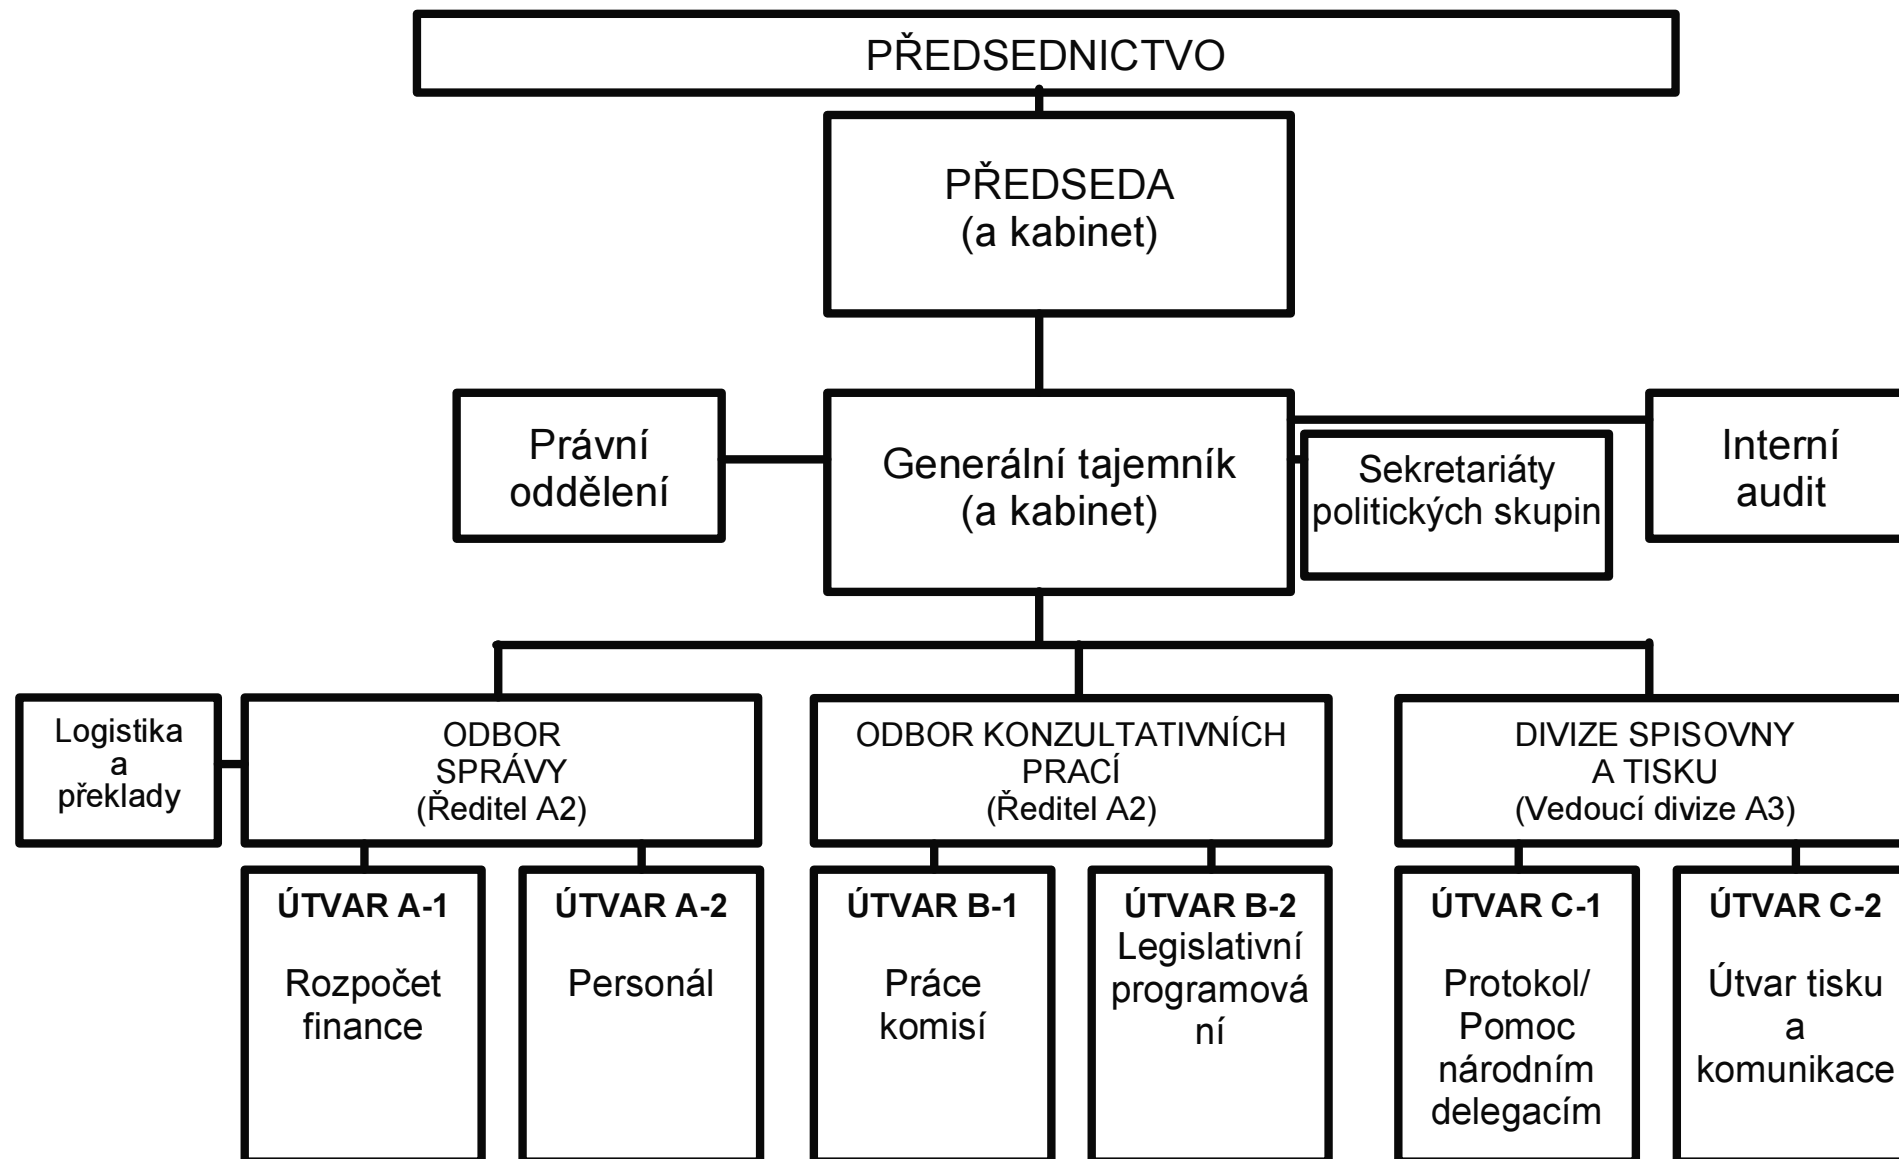 PŘEDSEDNICTVO
PŘEDSEDA
(a kabinet)
Právní
oddělení
Generální tajemník
(a kabinet)
Sekretariáty
politických skupin
Interní
audit
Logistika
a
překlady
ODBOR
SPRÁVY
(Ředitel A2)
ODBOR KONZULTATIVNÍCH
PRACÍ
(Ředitel A2)
DIVIZE SPISOVNY
A TISKU
(Vedoucí divize A3)
ÚTVAR A-1
Rozpočet
finance
ÚTVAR A-2
Personál
ÚTVAR B-1
Práce
komisí
ÚTVAR B-2
Legislativní
programová
ní
ÚTVAR C-1
Protokol/
Pomoc
národním
delegacím
ÚTVAR C-2
Útvar tisku
a
komunikace